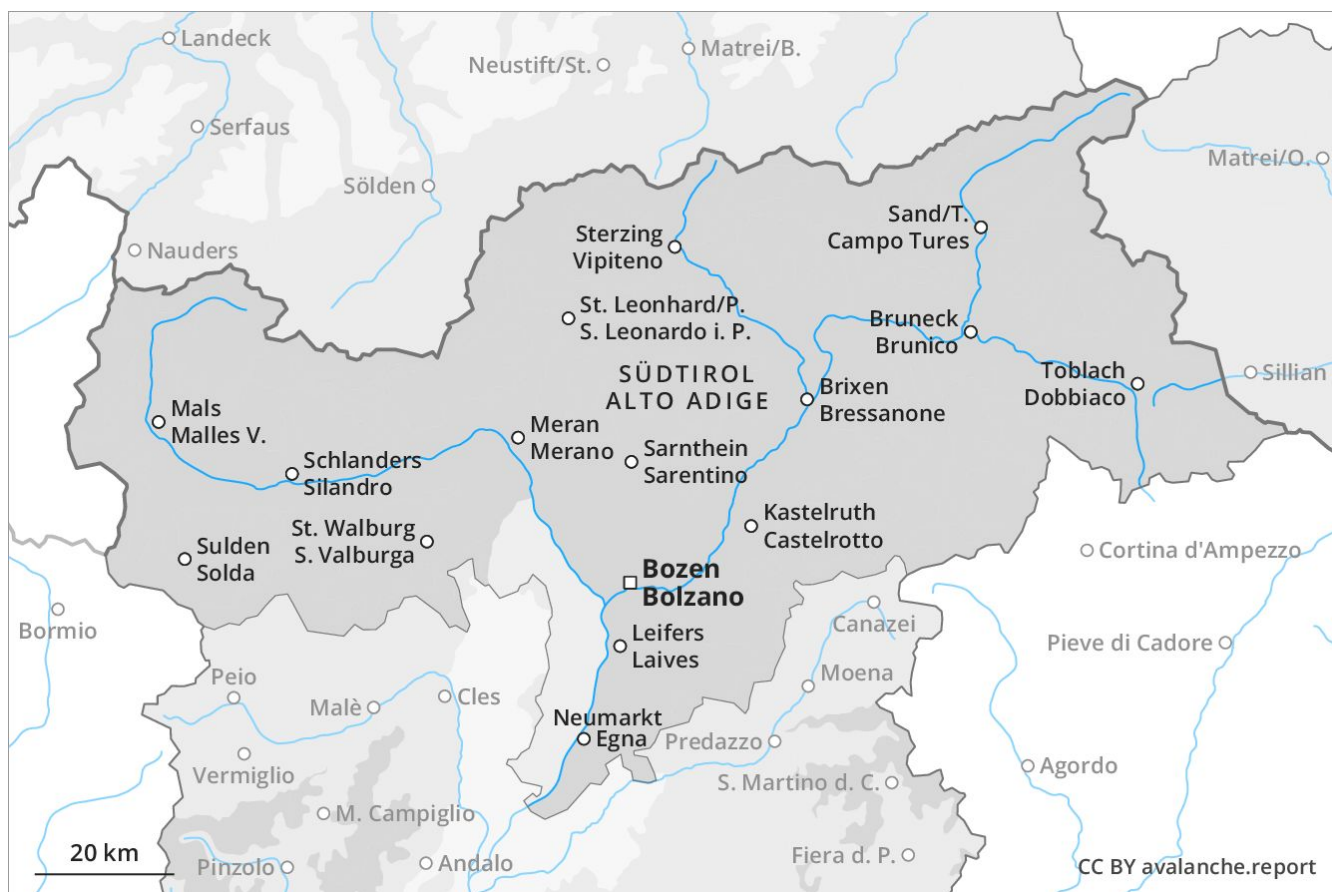 Landeck
Matrei/B.
Neustift/St.
Serfaus
Matrei/O.
Sölden
Sand/T.
Campo Tures
Sterzing
Vipiteno
Nauders
St. Leonhard/P.
S. Leonardo i. P.
Bruneck
Brunico
SÜDTIROL
ALTO ADIGE
Toblach
Dobbiaco
Sillian
Brixen
Bressanone
Mals
Malles V.
Meran
Merano
Sarnthein
Sarentino
Schlanders
Silandro
Kastelruth
Castelrotto
St. Walburg
S. Valburga
Sulden
Solda
Cortina d'Ampezzo
Bozen
Bolzano
Bormio
Canazei
Leifers
Laives
Pieve di Cadore
Moena
Peio
Cles
Malè
Neumarkt
Egna
Predazzo
Vermiglio
Agordo
S. Martino d. C.
M. Campiglio
20 km
Pinzolo
Andalo
Fiera d. P.
CC BY avalanche.report